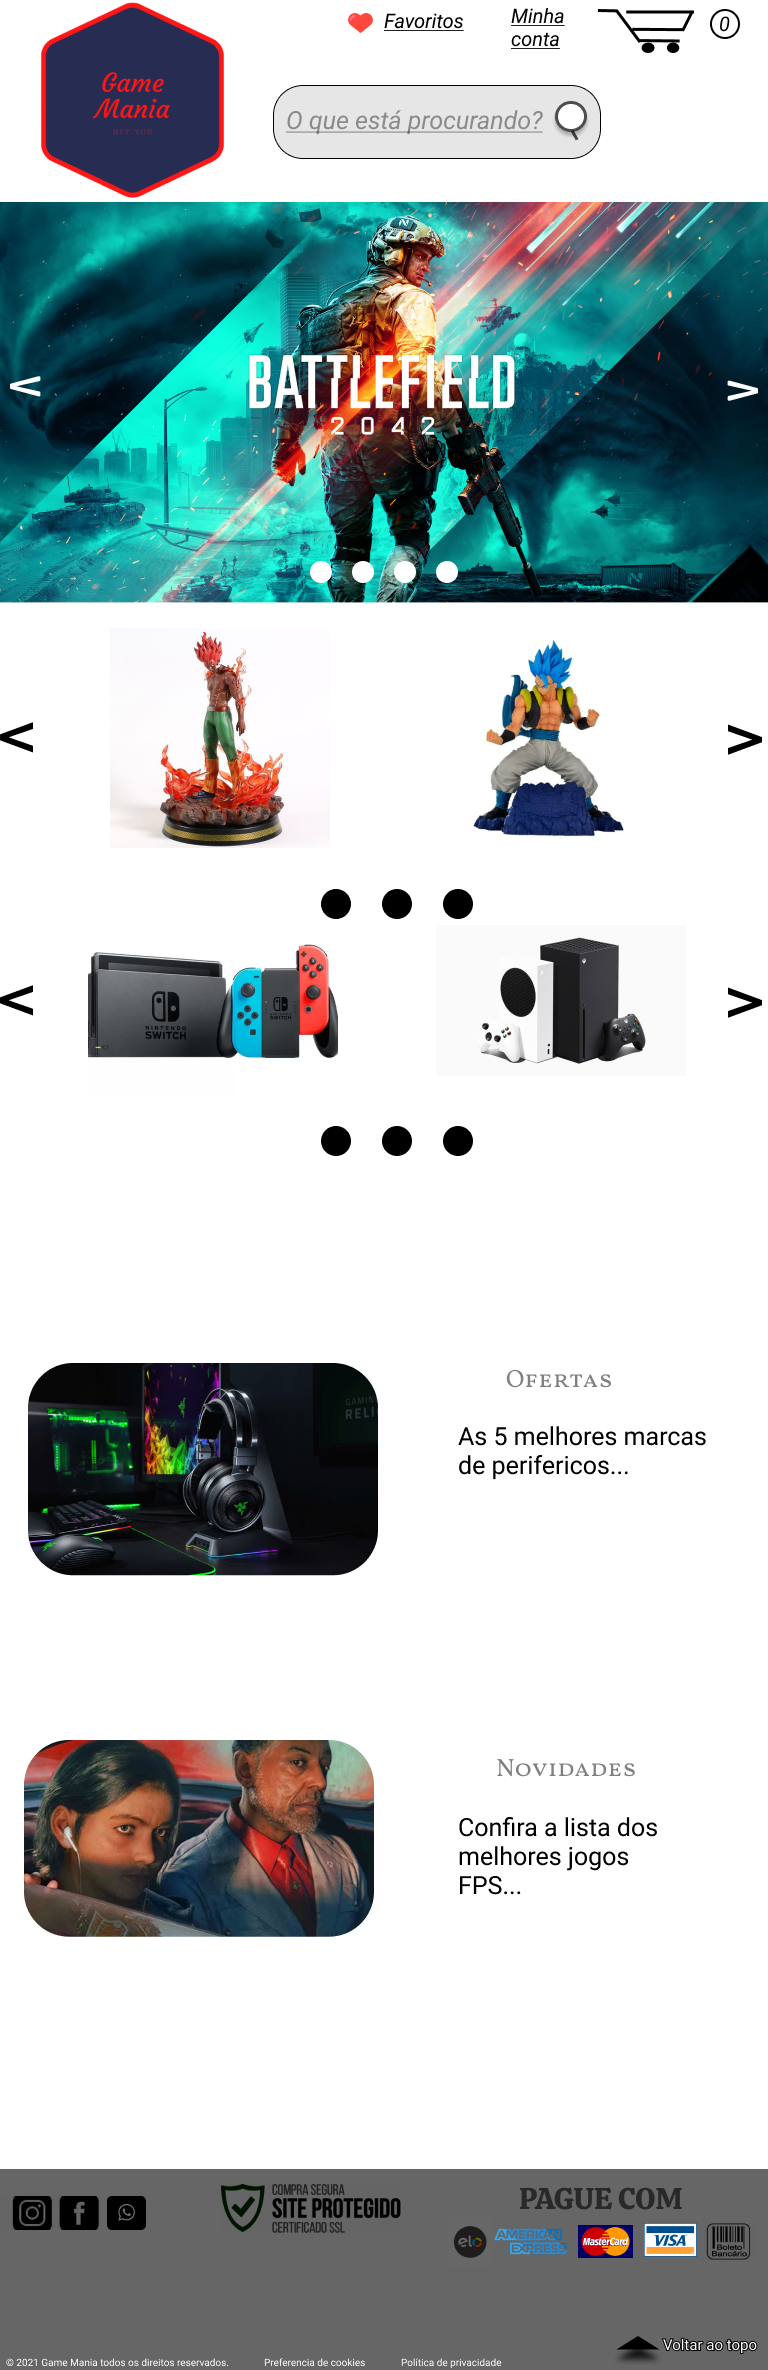 Favoritos
Minha
conta
0
Game
Mania
O que está procurando?
<
BATTLEFIELD
2042
>
<
>
NINTENDO
SWITCH
<
>
Ofertas
As 5 melhores marcas
de perifericos...
Novidades
Confira a lista dos
melhores jogos
FPS...
COMPRA SEGURA
SITE PROTEGIDO
CERTIFICADO SSL
PAGUE COM
elo
AMERICAN
EXPRESS
MasterCard
VISA
Boleto
Bancário
Voltar ao topo
© 2021 Game Mania todos os direitos reservados.
Preferencia de cookies
Política de privacidade